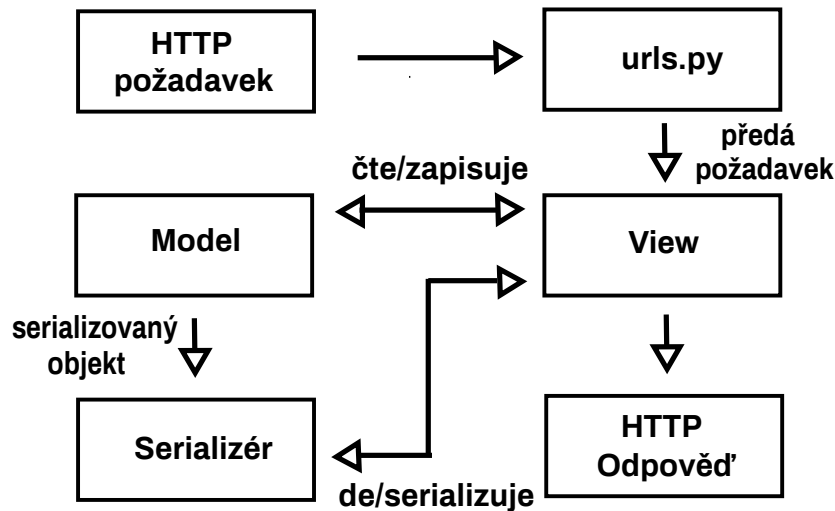 HTTP
požadavek
urls.py
předá
požadavek
čte/zapisuje
Model
View
serializovaný
objekt
Serializér
HTTP
Odpověď
de/serializuje